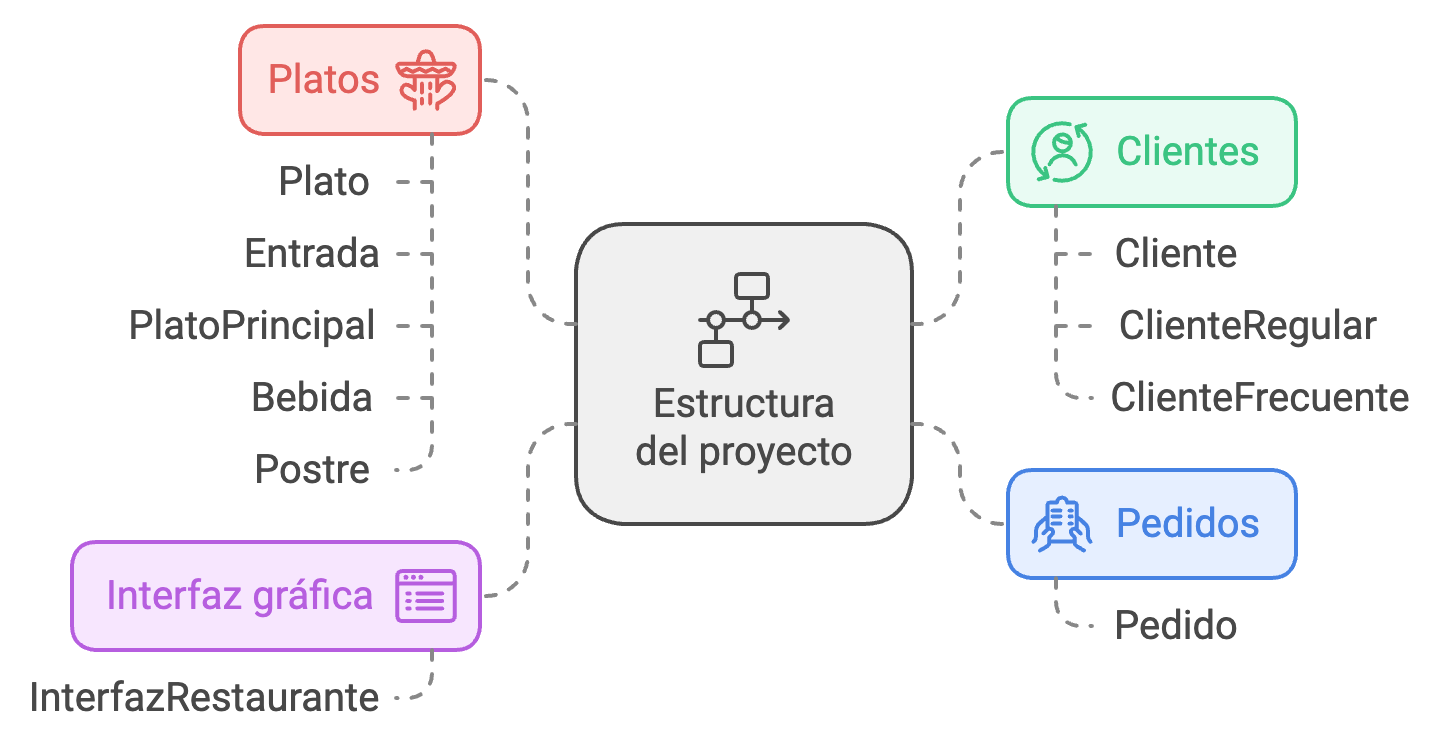 Platos
Plato
Entrada
PlatoPrincipal
Bebida
Postre
Interfaz gráfica
InterfazRestaurante
Estructura
del proyecto
Clientes
Cliente
ClienteRegular
ClienteFrecuente
Pedidos
Pedido